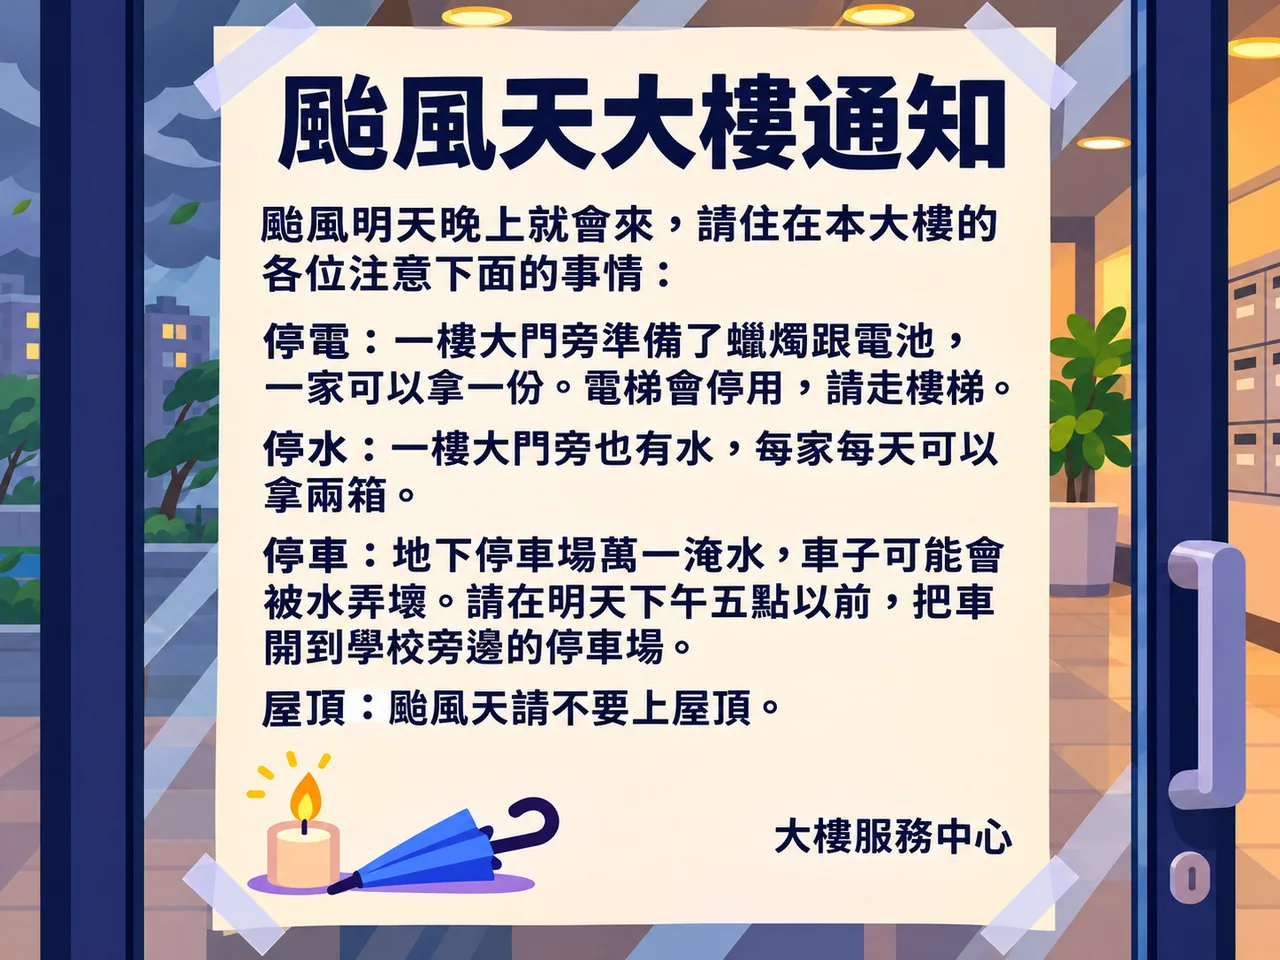 颱風天大樓通知
颱風明天晚上就會來，請住在本大樓的
各位注意下面的事情：
停電：一樓大門旁準備了蠟燭跟電池，
一家可以拿一份。電梯會停用，請走樓梯。
停水：一樓大門旁也有水，每家每天可以
拿兩箱。
停車：地下停車場萬一淹水，車子可能會
被水弄壞。請在明天下午五點以前，把車
開到學校旁邊的停車場。
屋頂：颱風天請不要上屋頂。
大樓服務中心